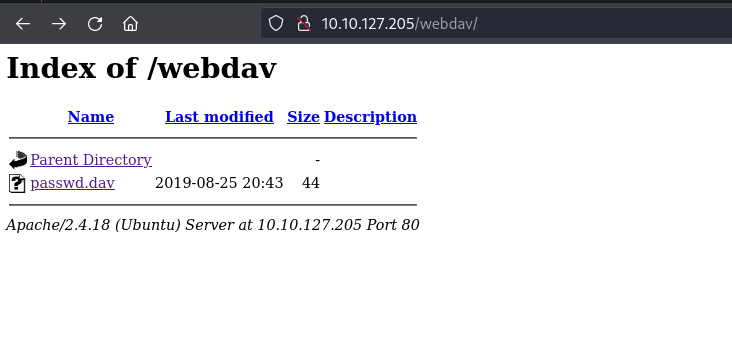 10.10.127.205/webdav/
Index of /webdav
Name Last modified Size Description
Parent Directory -
passwd.dav 2019-08-25 20:43 44
Apache/2.4.18 (Ubuntu) Server at 10.10.127.205 Port 80